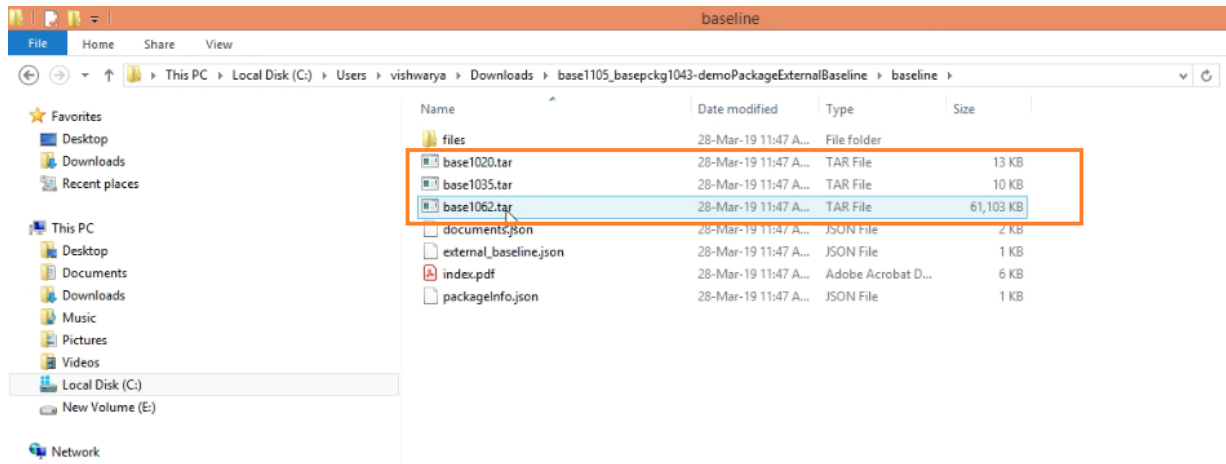 baseline
File Home Share View
This PC Local Disk (C:) Users vishwarya Downloads base1105_basepckg1043-demoPackageExternalBaseline baseline
Favorites
Desktop
Downloads
Recent places
This PC
Desktop
Documents
Downloads
Music
Pictures
Videos
Local Disk (C:)
New Volume (E:)
Network
Name Date modified Type Size
files 28-Mar-19 11:47 A... File folder
base1020.tar 28-Mar-19 11:47 A... TAR File 13 KB
base1035.tar 28-Mar-19 11:47 A... TAR File 10 KB
base1062.tar 28-Mar-19 11:47 A... TAR File 61,103 KB
documents.json 28-Mar-19 11:47 A... JSON File 2 KB
external_baseline.json 28-Mar-19 11:47 A... JSON File 1 KB
index.pdf 28-Mar-19 11:47 A... Adobe Acrobat D... 6 KB
packageInfo.json 28-Mar-19 11:47 A... JSON File 1 KB